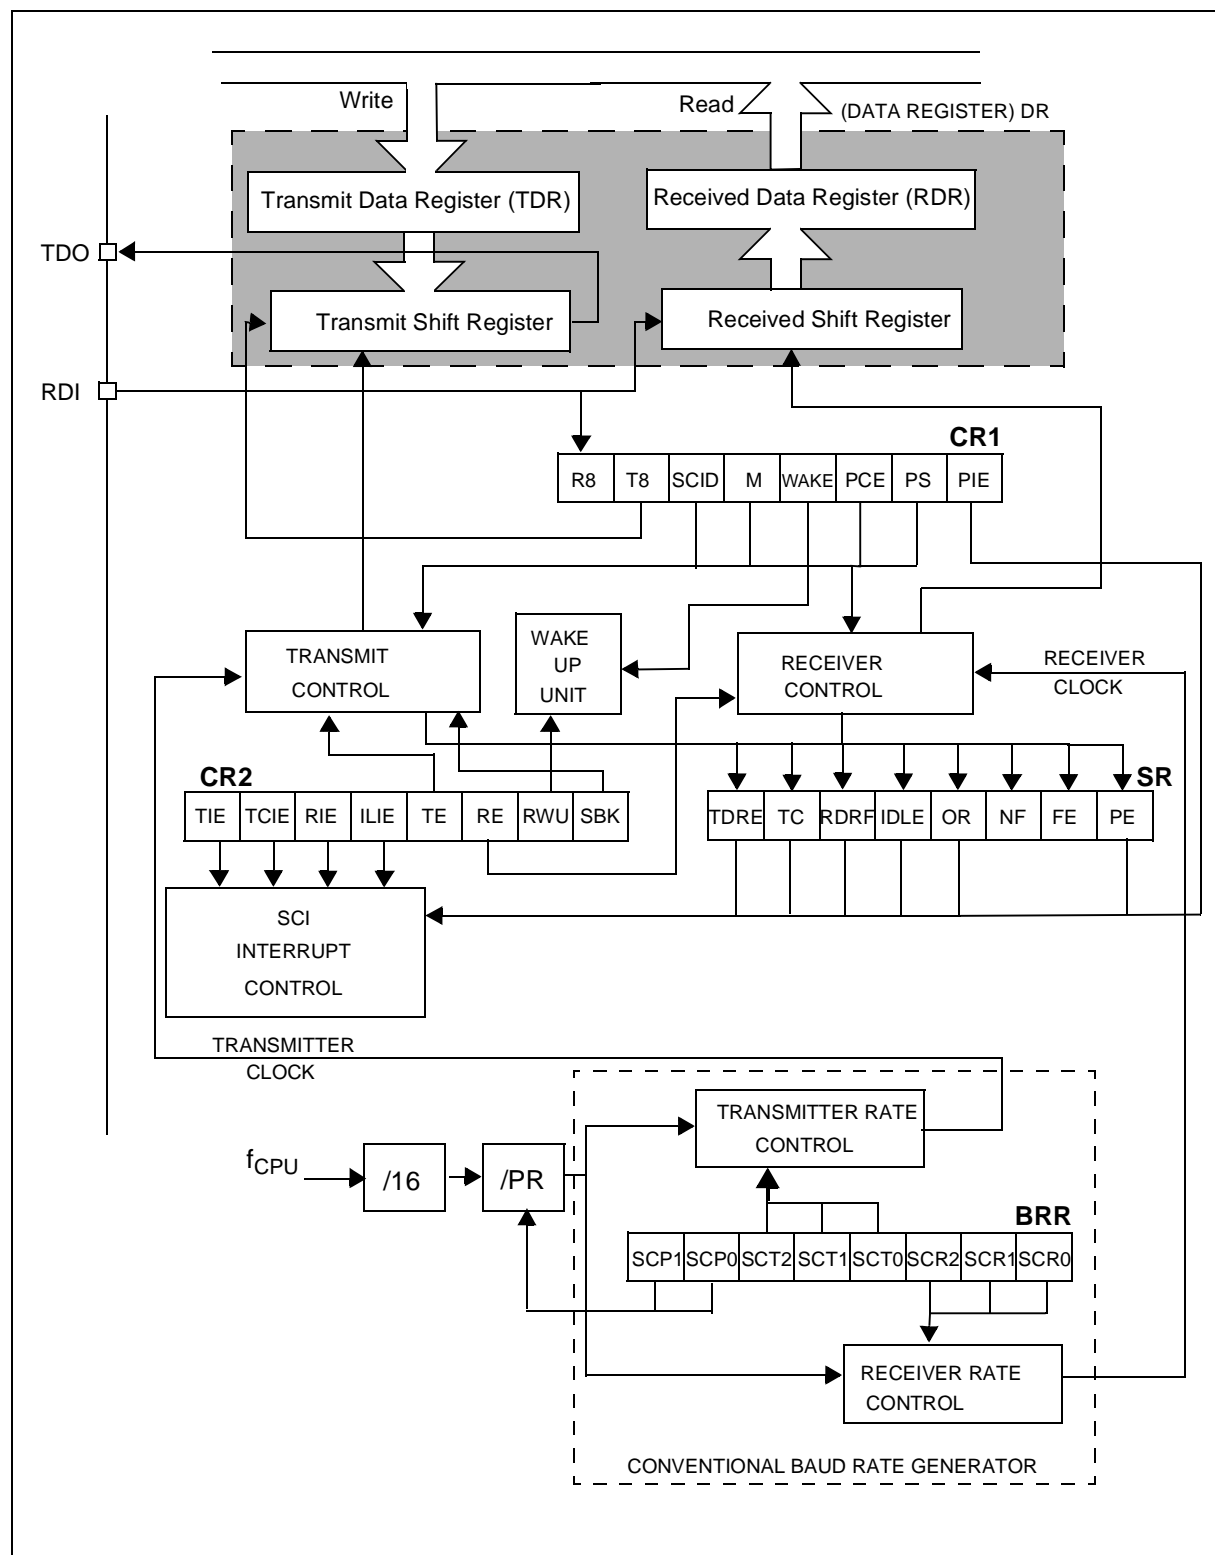 Write
Read
(DATA REGISTER) DR
Transmit Data Register (TDR)
Received Data Register (RDR)
TDO
Transmit Shift Register
Received Shift Register
RDI
CR1
R8 T8 SCID M WAKE PCE PS PIE
TRANSMIT
CONTROL
WAKE
UP
UNIT
RECEIVER
CONTROL
RECEIVER
CLOCK
CR2
TIE TCIE RIE ILIE TE RE RWU SBK
SR
TDRE TC RDRF IDLE OR NF FE PE
SCI
INTERRUPT
CONTROL
TRANSMITTER
CLOCK
TRANSMITTER RATE
CONTROL
fCPU
/16
/PR
BRR
SCP1 SCP0 SCT2 SCT1 SCT0 SCR2 SCR1 SCR0
RECEIVER RATE
CONTROL
CONVENTIONAL BAUD RATE GENERATOR